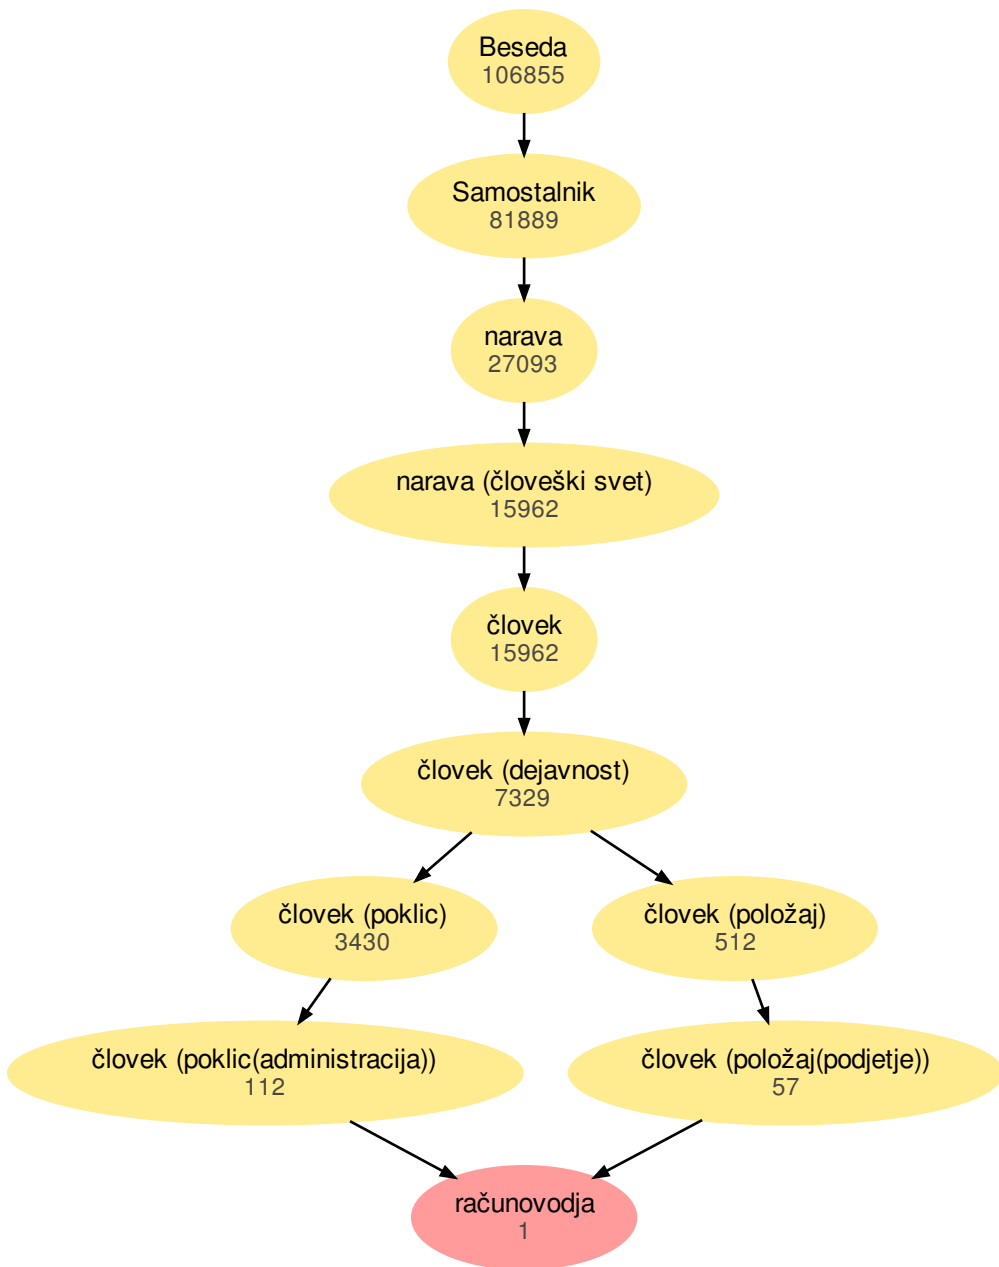 Beseda
106855
Samostalnik
81889
narava
27093
narava (človeški svet)
15962
človek
15962
človek (dejavnost)
7329
človek (poklic)
3430
človek (položaj)
512
človek (poklic(administracija))
112
človek (položaj(podjetje))
57
računovodja
1